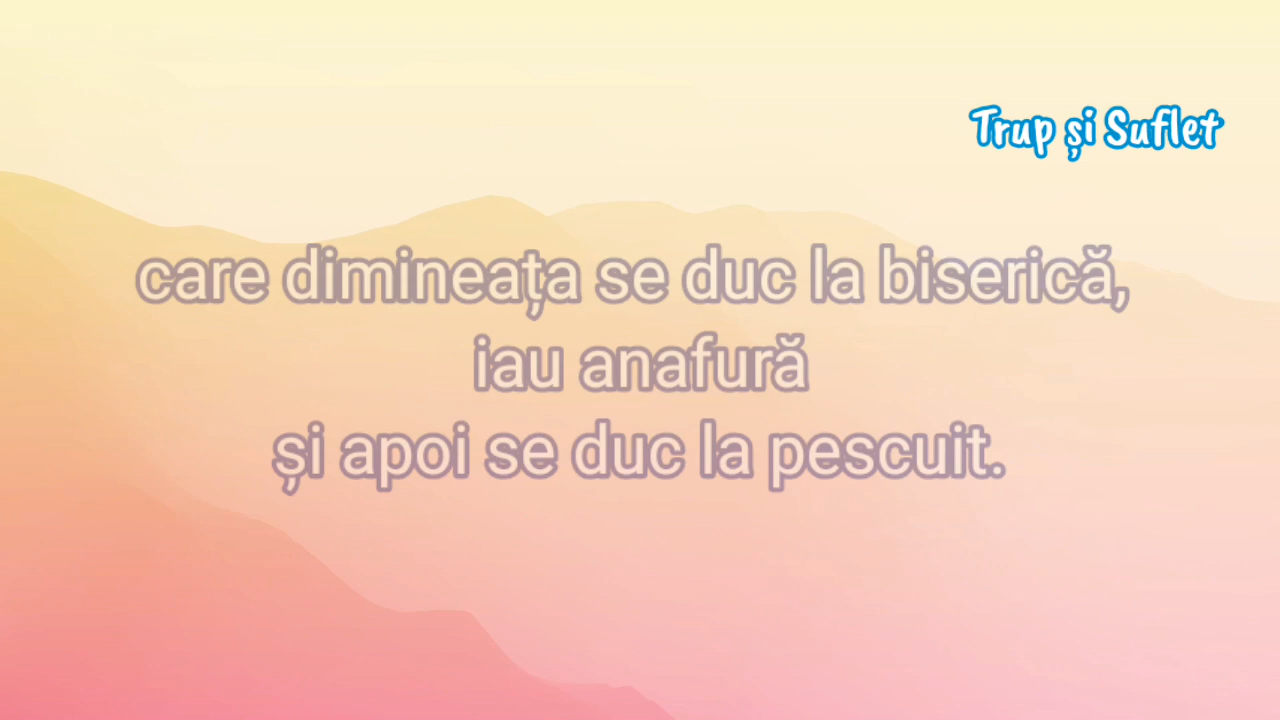 Trup și Suflet
care dimineața se duc la biserică,
iau anafură
și apoi se duc la pescuit.